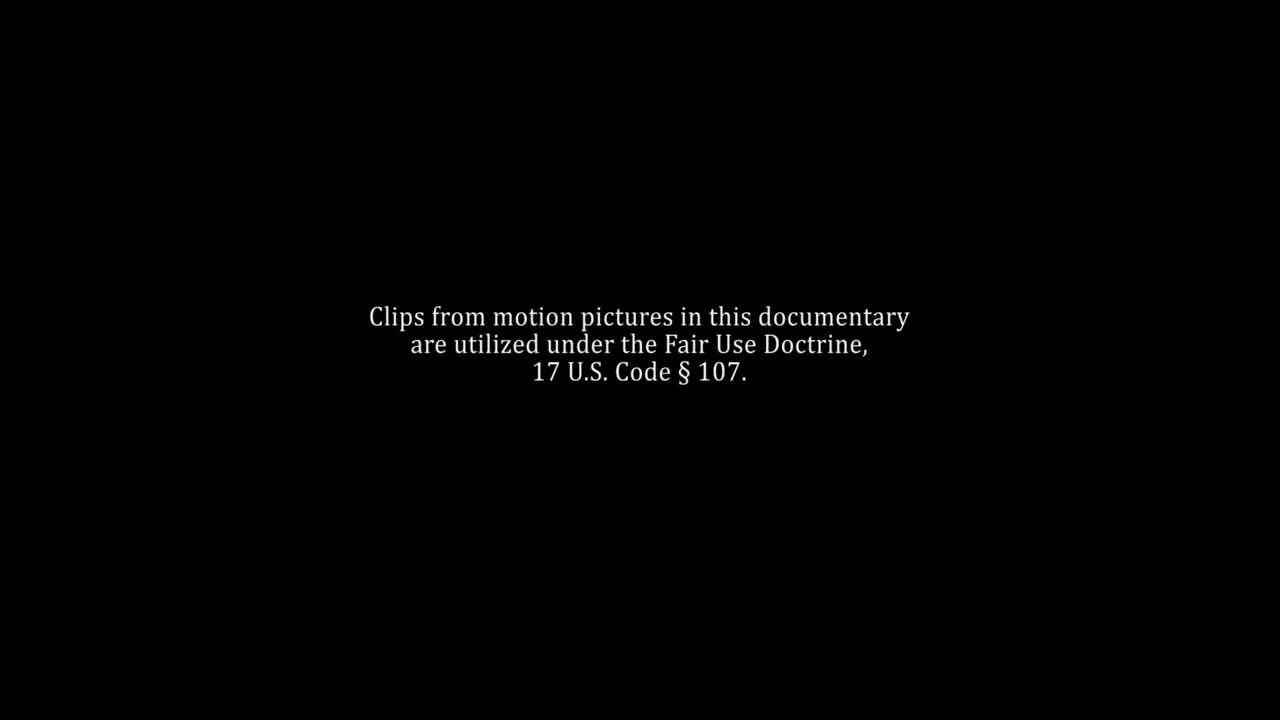 Clips from motion pictures in this documentary
are utilized under the Fair Use Doctrine,
17 U.S. Code § 107.